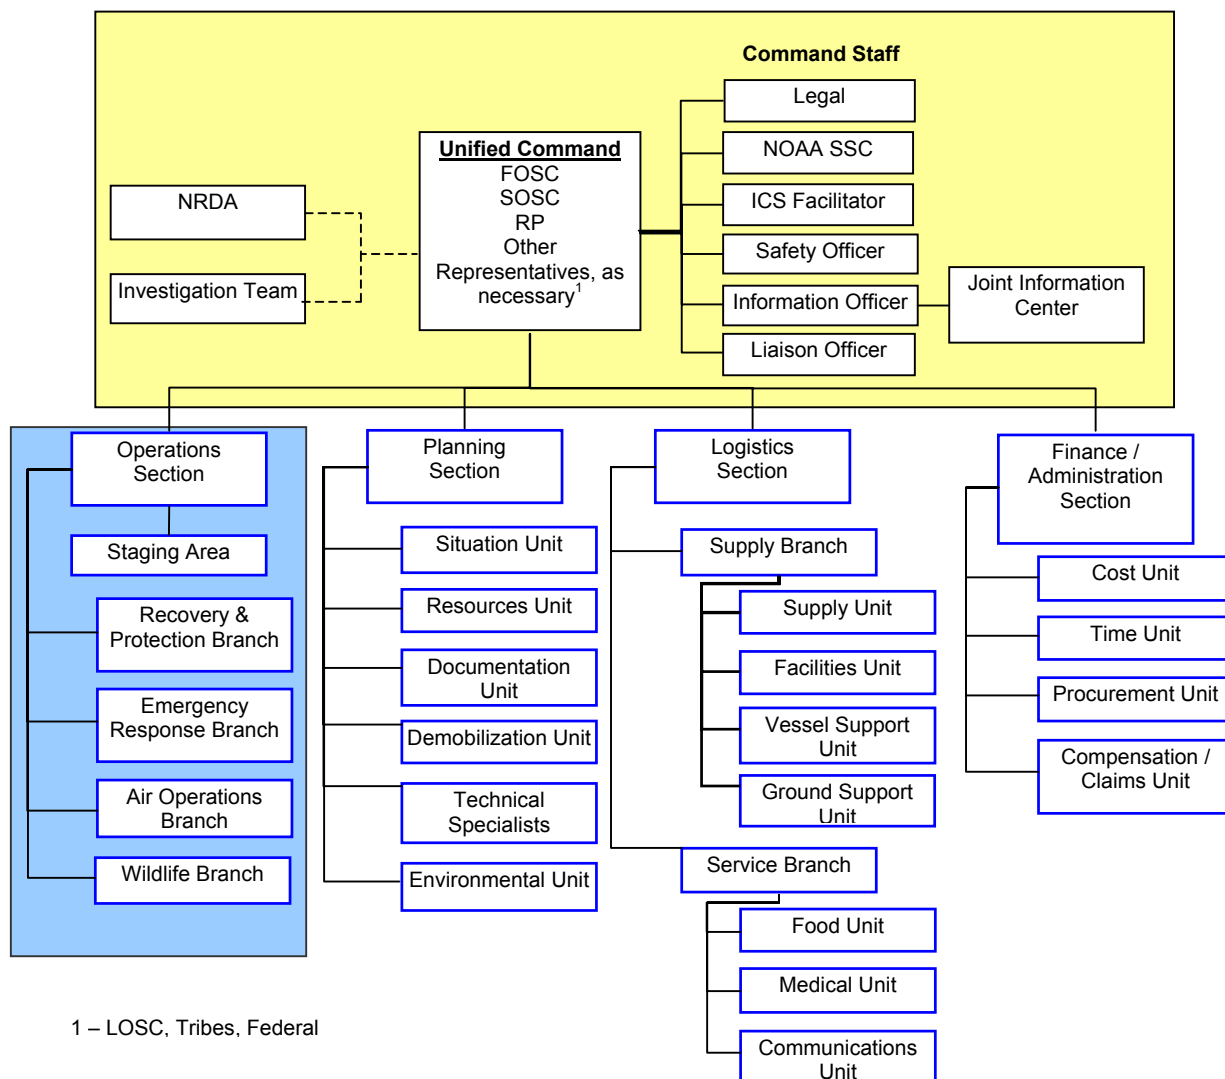 Command Staff
Legal
NOAA SSC
ICS Facilitator
Safety Officer
Information Officer
Liaison Officer
Joint Information
Center
Unified Command
FOSC
SOSC
RP
Other
Representatives, as
necessary1
NRDA
Investigation Team
Operations
Section
Staging Area
Recovery &
Protection Branch
Emergency
Response Branch
Air Operations
Branch
Wildlife Branch
Planning
Section
Situation Unit
Resources Unit
Documentation
Unit
Demobilization Unit
Technical
Specialists
Environmental Unit
Logistics
Section
Supply Branch
Supply Unit
Facilities Unit
Vessel Support
Unit
Ground Support
Unit
Service Branch
Food Unit
Medical Unit
Communications
Unit
Finance /
Administration
Section
Cost Unit
Time Unit
Procurement Unit
Compensation /
Claims Unit
1 – LOSC, Tribes, Federal